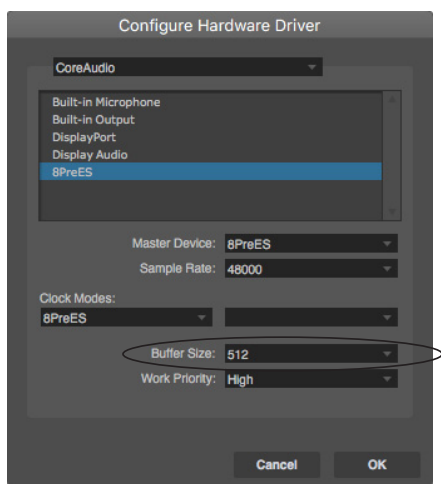 Configure Hardware Driver
CoreAudio
Built-in Microphone
Built-in Output
DisplayPort
Display Audio
8PreES
Master Device: 8PreES
Sample Rate: 48000
Clock Modes:
8PreES
Buffer Size: 512
Work Priority: High
Cancel OK